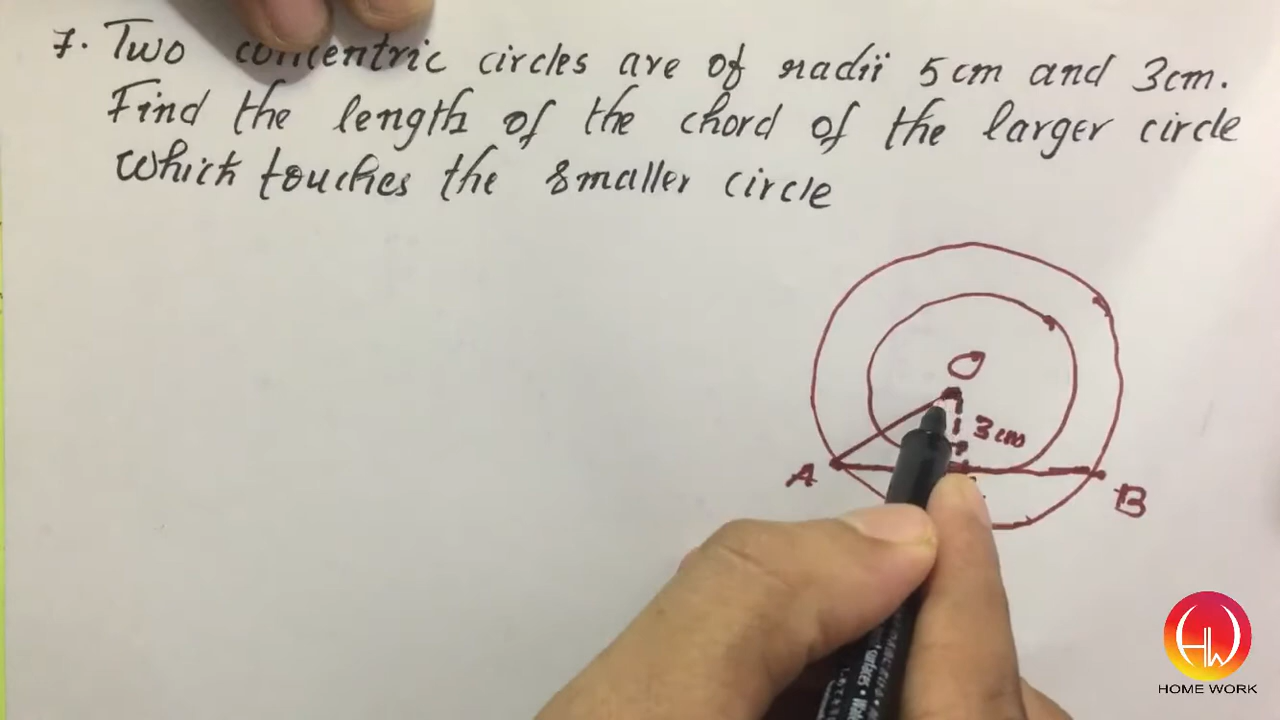 7. Two concentric circles are of radii 5cm and 3cm.
Find the length of the chord of the larger circle
which touches the smaller circle
O
3cm
A
B
HW
HOME WORK